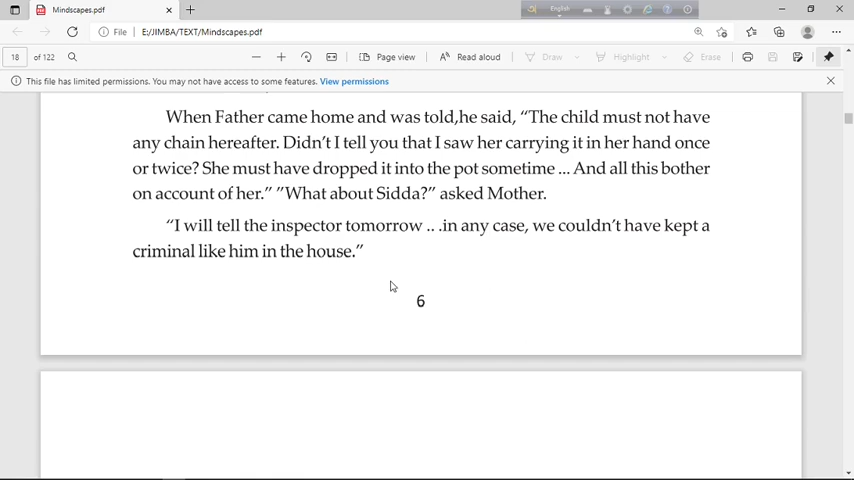 Mindscapes.pdf
English
File
E:/JIMBA/TEXT/Mindscapes.pdf
18 of 122
Page view
Read aloud
Draw
Highlight
Erase
This file has limited permissions. You may not have access to some features. View permissions
When Father came home and was told,he said, “The child must not have
any chain hereafter. Didn’t I tell you that I saw her carrying it in her hand once
or twice? She must have dropped it into the pot sometime ... And all this bother
on account of her.” ”What about Sidda?” asked Mother.
“I will tell the inspector tomorrow .. .in any case, we couldn’t have kept a
criminal like him in the house.”
6